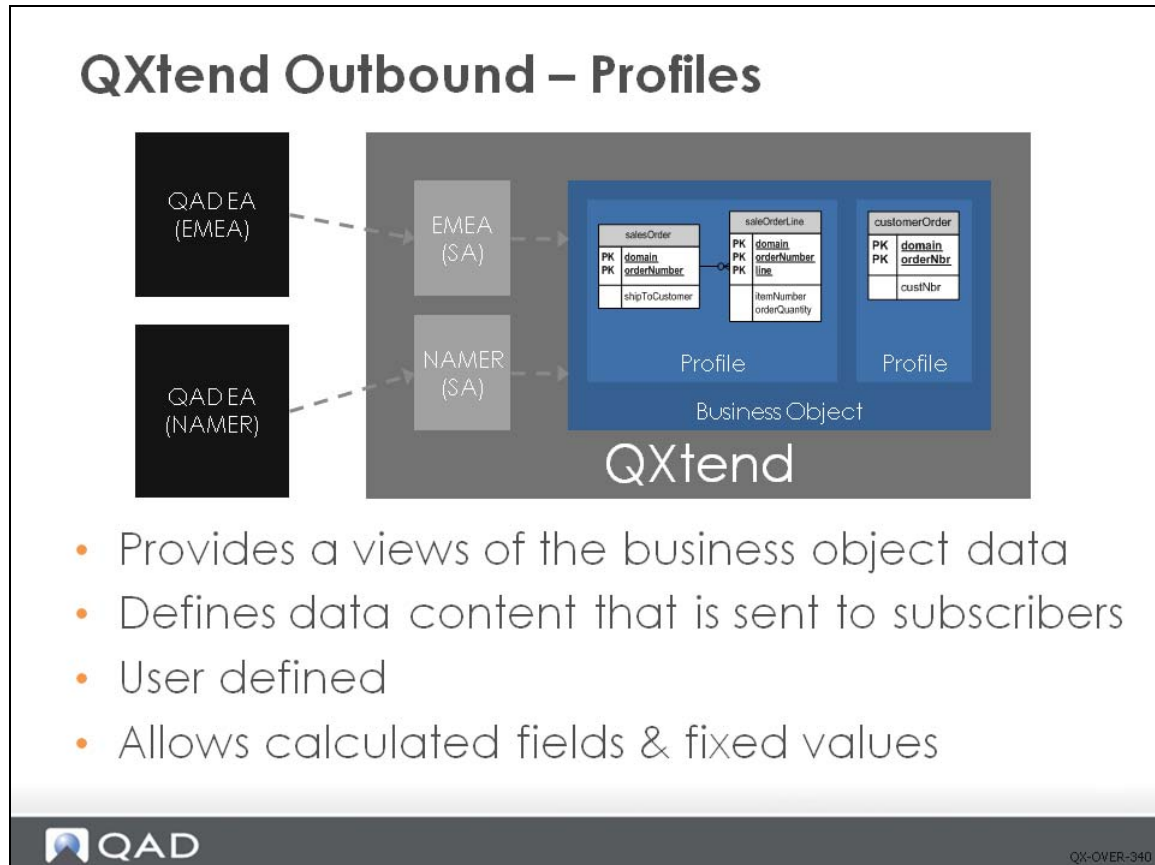 QXtend Outbound – Profiles
QAD EA
(EMEA)
EMEA
(SA)
QAD EA
(NAMER)
NAMER
(SA)
salesOrder
PK domain
PK orderNumber
shipToCustomer
saleOrderLine
PK domain
PK orderNumber
PK line
itemNumber
orderQuantity
Profile
customerOrder
PK domain
PK orderNbr
custNbr
Profile
Business Object
QXtend
• Provides a views of the business object data
• Defines data content that is sent to subscribers
• User defined
• Allows calculated fields & fixed values
QAD
QX-OVER-340